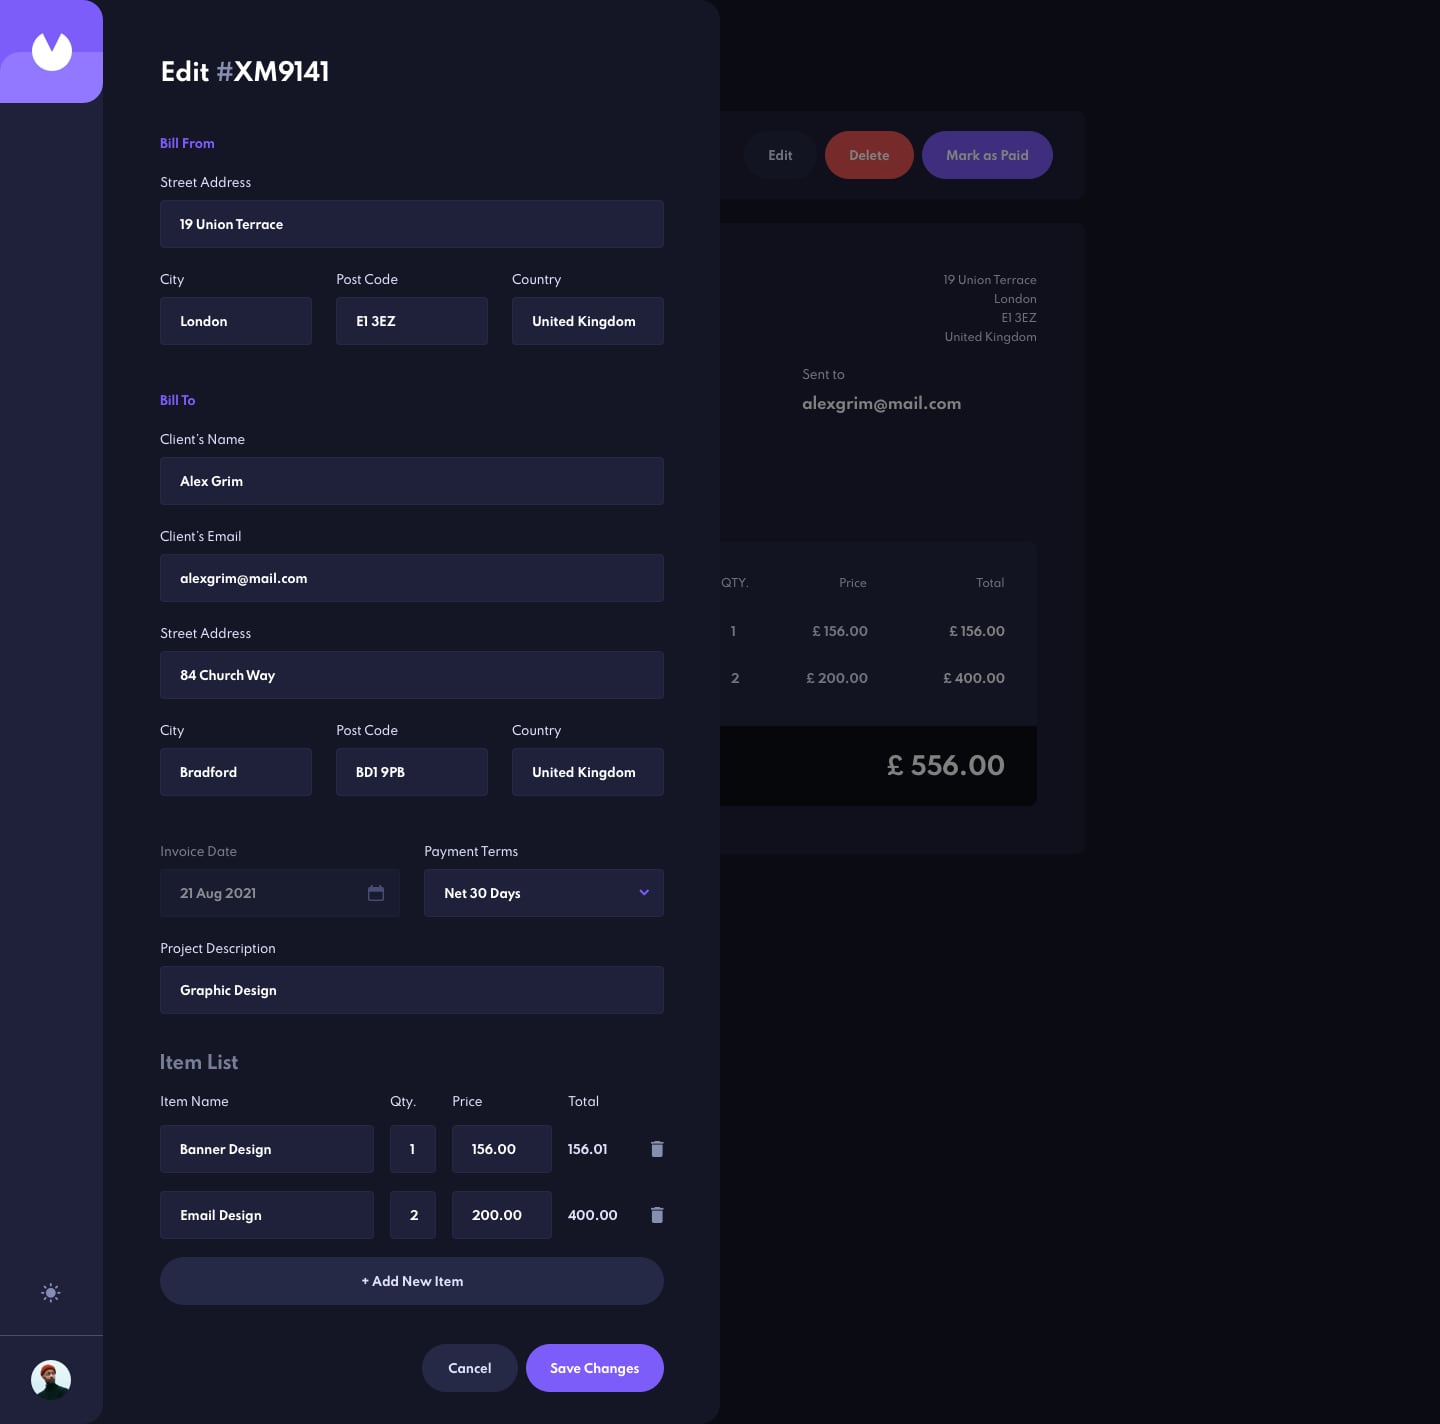 Edit #XM9141
Bill From
Street Address
19 Union Terrace
City Post Code Country
London E1 3EZ United Kingdom
Bill To
Client’s Name
Alex Grim
Client’s Email
alexgrim@mail.com
Street Address
84 Church Way
City Post Code Country
Bradford BD1 9PB United Kingdom
Invoice Date Payment Terms
21 Aug 2021 Net 30 Days
Project Description
Graphic Design
Item List
Item Name Qty. Price Total
Banner Design 1 156.00 156.01
Email Design 2 200.00 400.00
+ Add New Item
Cancel Save Changes
Edit Delete Mark as Paid
19 Union Terrace
London
E1 3EZ
United Kingdom
Sent to
alexgrim@mail.com
QTY. Price Total
1 £ 156.00 £ 156.00
2 £ 200.00 £ 400.00
£ 556.00